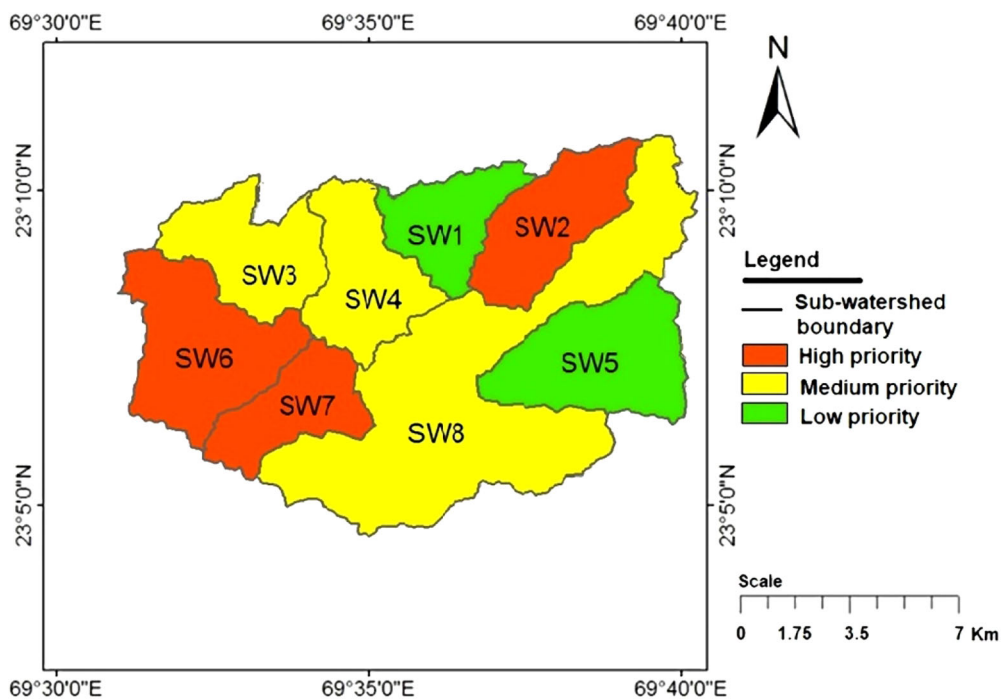 69°30'0"E 69°35'0"E 69°40'0"E
N
23°10'0"N 23°10'0"N
SW1 SW2
SW3
SW4
SW5
SW6
SW7
SW8
Legend
Sub-watershed
boundary
High priority
Medium priority
Low priority
23°5'0"N 23°5'0"N
Scale
0 1.75 3.5 7 Km
69°30'0"E 69°35'0"E 69°40'0"E